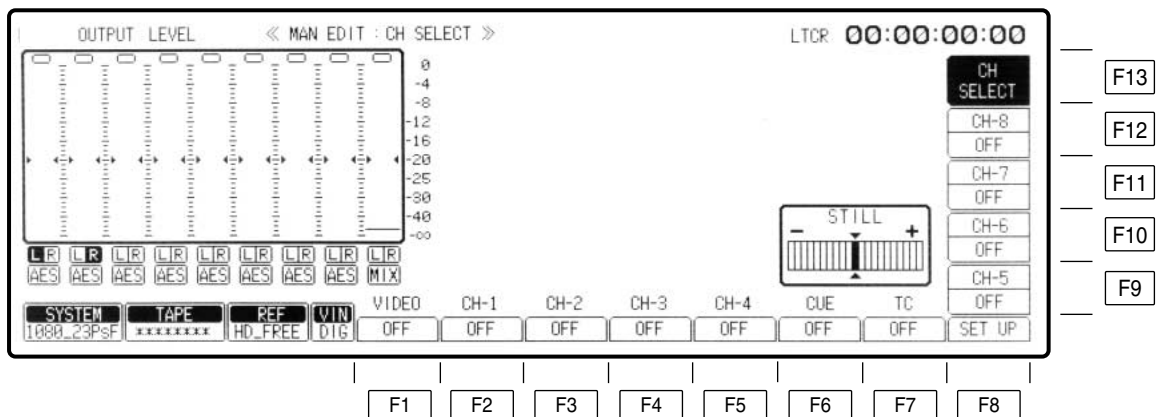 OUTPUT LEVEL
≪ MAN EDIT : CH SELECT ≫
LTCR 00:00:00:00
0
-4
-8
-12
-16
-20
-25
-30
-40
-∞
L R L R L R L R L R L R L R L R L R
AES AES AES AES AES AES AES AES MIX
CH SELECT
F13
CH-8
OFF
F12
CH-7
OFF
F11
CH-6
OFF
F10
CH-5
OFF
F9
STILL
- +
SYSTEM TAPE REF VIN
1080_23PsF ******** HD_FREE DIG
VIDEO CH-1 CH-2 CH-3 CH-4 CUE TC
OFF OFF OFF OFF OFF OFF OFF SET UP
F1 F2 F3 F4 F5 F6 F7 F8